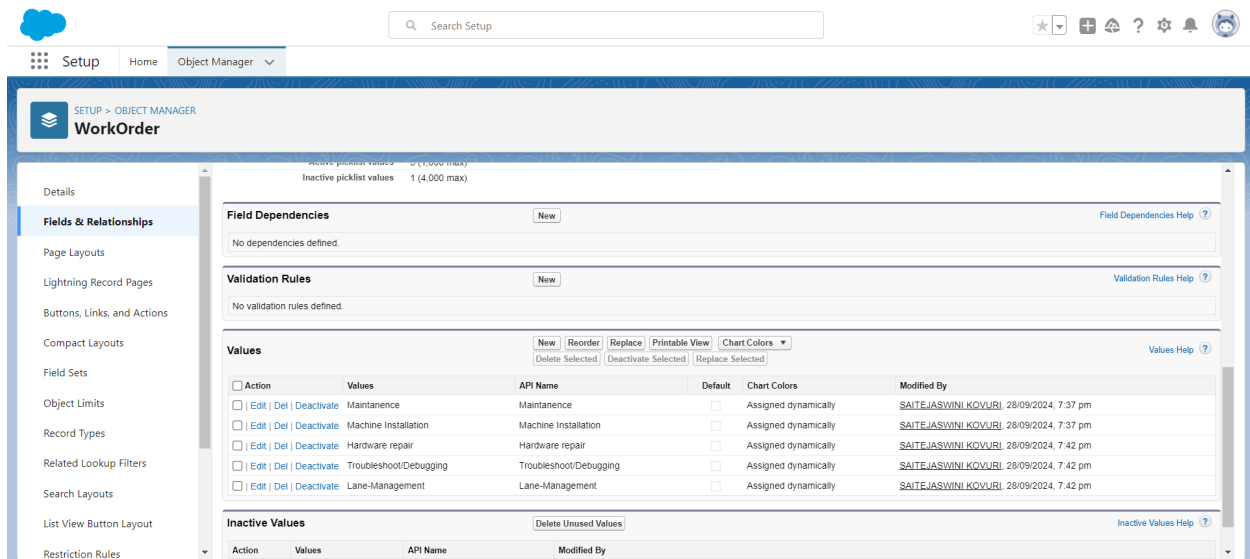 Search Setup
Setup Home Object Manager
SETUP > OBJECT MANAGER
WorkOrder
Details
Fields & Relationships
Page Layouts
Lightning Record Pages
Buttons, Links, and Actions
Compact Layouts
Field Sets
Object Limits
Record Types
Related Lookup Filters
Search Layouts
List View Button Layout
Restriction Rules
Active picklist values 5 (1,000 max)
Inactive picklist values 1 (4,000 max)
Field Dependencies New Field Dependencies Help ?
No dependencies defined.
Validation Rules New Validation Rules Help ?
No validation rules defined.
Values New Reorder Replace Printable View Chart Colors ▼ Values Help ?
Delete Selected Deactivate Selected Replace Selected
Action Values API Name Default Chart Colors Modified By
| Edit | Del | Deactivate Maintanence Maintanence Assigned dynamically SAITEJASWINI KOVURI, 28/09/2024, 7:37 pm
| Edit | Del | Deactivate Machine Installation Machine Installation Assigned dynamically SAITEJASWINI KOVURI, 28/09/2024, 7:37 pm
| Edit | Del | Deactivate Hardware repair Hardware repair Assigned dynamically SAITEJASWINI KOVURI, 28/09/2024, 7:42 pm
| Edit | Del | Deactivate Troubleshoot/Debugging Troubleshoot/Debugging Assigned dynamically SAITEJASWINI KOVURI, 28/09/2024, 7:42 pm
| Edit | Del | Deactivate Lane-Management Lane-Management Assigned dynamically SAITEJASWINI KOVURI, 28/09/2024, 7:42 pm
Inactive Values Delete Unused Values Inactive Values Help ?
Action Values API Name Modified By